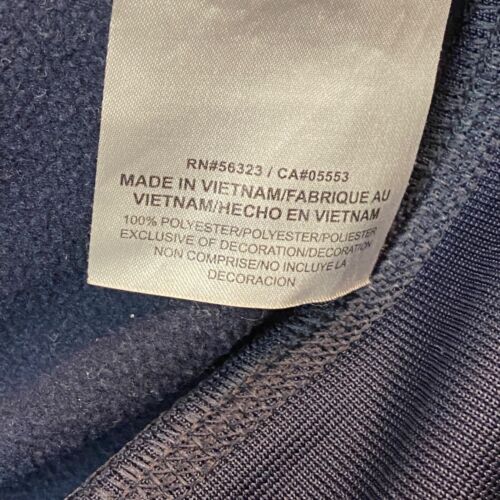 RN#56323 / CA#05553
MADE IN VIETNAM/FABRIQUE AU
VIETNAM/HECHO EN VIETNAM
100% POLYESTER/POLYESTER/POLIESTER
EXCLUSIVE OF DECORATION/DECORATION
NON COMPRISE/NO INCLUYE LA
DECORACION